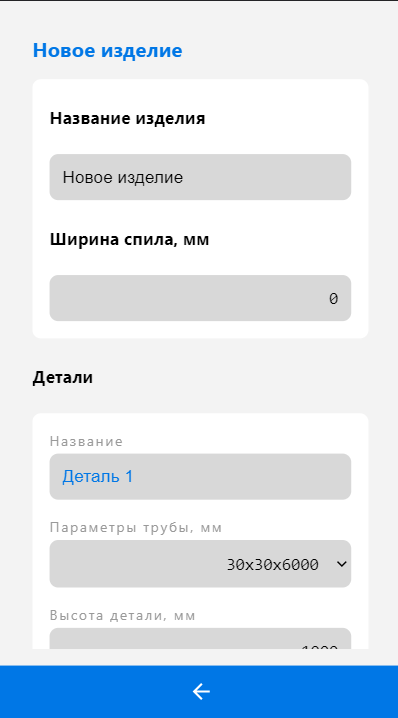 Новое изделие
Название изделия
Новое изделие
Ширина спила, мм
0
Детали
Название
Деталь 1
Параметры трубы, мм
30x30x6000
Высота детали, мм
1000